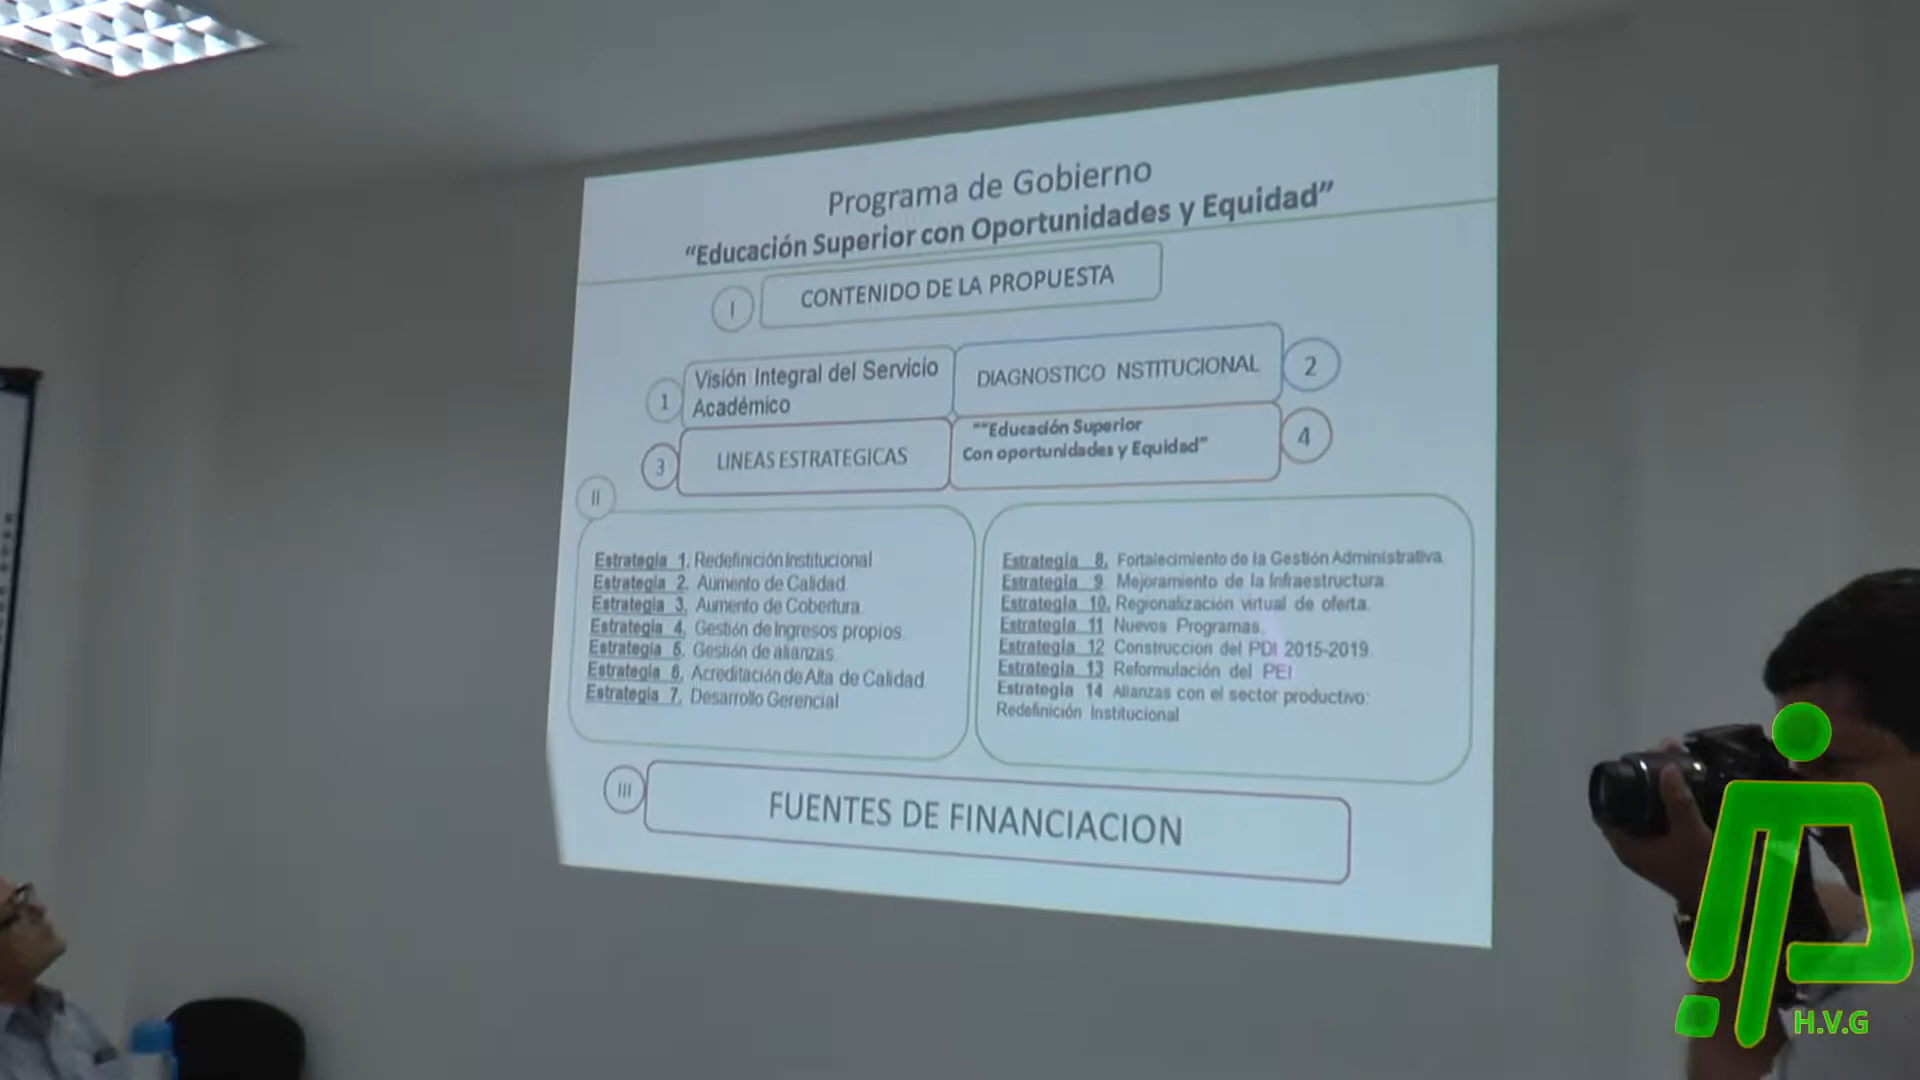 Programa de Gobierno
“Educación Superior con Oportunidades y Equidad”
I
CONTENIDO DE LA PROPUESTA
1
Visión Integral del Servicio
Académico
DIAGNOSTICO NSTITUCIONAL
2
3
LINEAS ESTRATEGICAS
““Educación Superior
Con oportunidades y Equidad”
4
II
Estrategia 1. Redefinición Institucional
Estrategia 2. Aumento de Calidad.
Estrategia 3. Aumento de Cobertura.
Estrategia 4. Gestión de Ingresos propios.
Estrategia 5. Gestión de alianzas.
Estrategia 6. Acreditación de Alta de Calidad.
Estrategia 7. Desarrollo Gerencial
Estrategia 8. Fortalecimiento de la Gestión Administrativa.
Estrategia 9. Mejoramiento de la Infraestructura.
Estrategia 10. Regionalización virtual de oferta.
Estrategia 11 Nuevos Programas.
Estrategia 12 Construccion del PDI 2015-2019.
Estrategia 13 Reformulación del PEI
Estrategia 14 Alianzas con el sector productivo:
Redefinición Institucional
III
FUENTES DE FINANCIACION
H.V.G